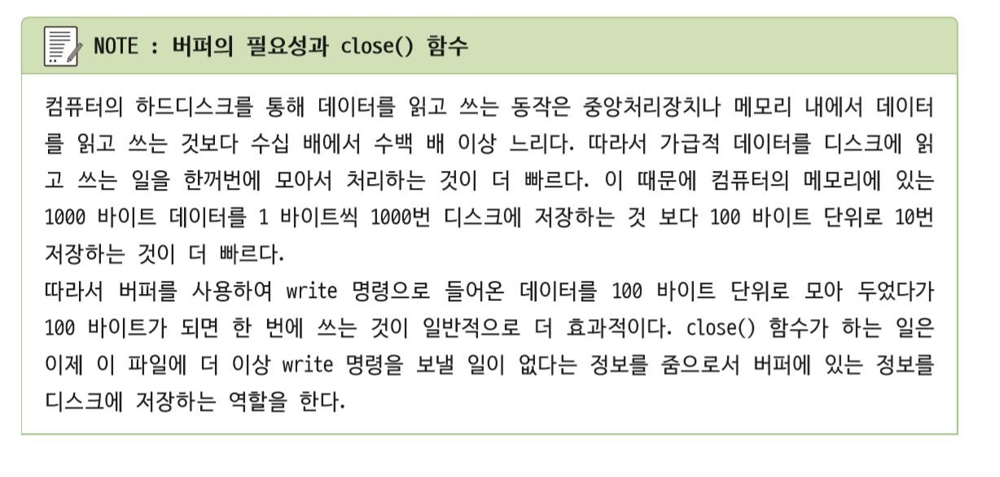 NOTE : 버퍼의 필요성과 close() 함수
컴퓨터의 하드디스크를 통해 데이터를 읽고 쓰는 동작은 중앙처리장치나 메모리 내에서 데이터
를 읽고 쓰는 것보다 수십 배에서 수백 배 이상 느리다. 따라서 가급적 데이터를 디스크에 읽
고 쓰는 일을 한꺼번에 모아서 처리하는 것이 더 빠르다. 이 때문에 컴퓨터의 메모리에 있는
1000 바이트 데이터를 1 바이트씩 1000번 디스크에 저장하는 것 보다 100 바이트 단위로 10번
저장하는 것이 더 빠르다.
따라서 버퍼를 사용하여 write 명령으로 들어온 데이터를 100 바이트 단위로 모아 두었다가
100 바이트가 되면 한 번에 쓰는 것이 일반적으로 더 효과적이다. close() 함수가 하는 일은
이제 이 파일에 더 이상 write 명령을 보낼 일이 없다는 정보를 줌으로서 버퍼에 있는 정보를
디스크에 저장하는 역할을 한다.